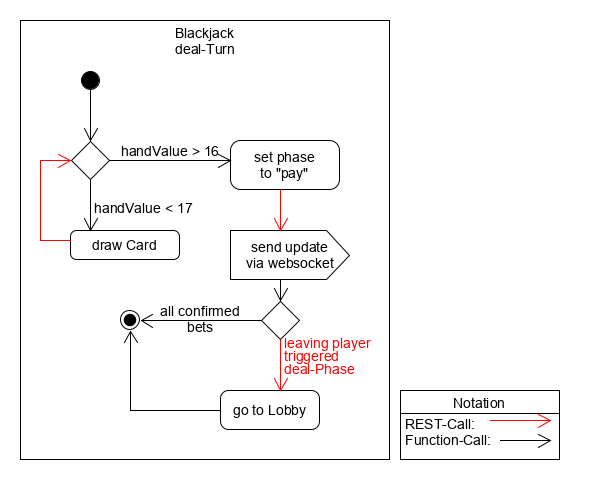 Blackjack
deal-Turn
handValue > 16
set phase
to "pay"
handValue < 17
draw Card
send update
via websocket
all confirmed
bets
leaving player
triggered
deal-Phase
go to Lobby
Notation
REST-Call:
Function-Call: